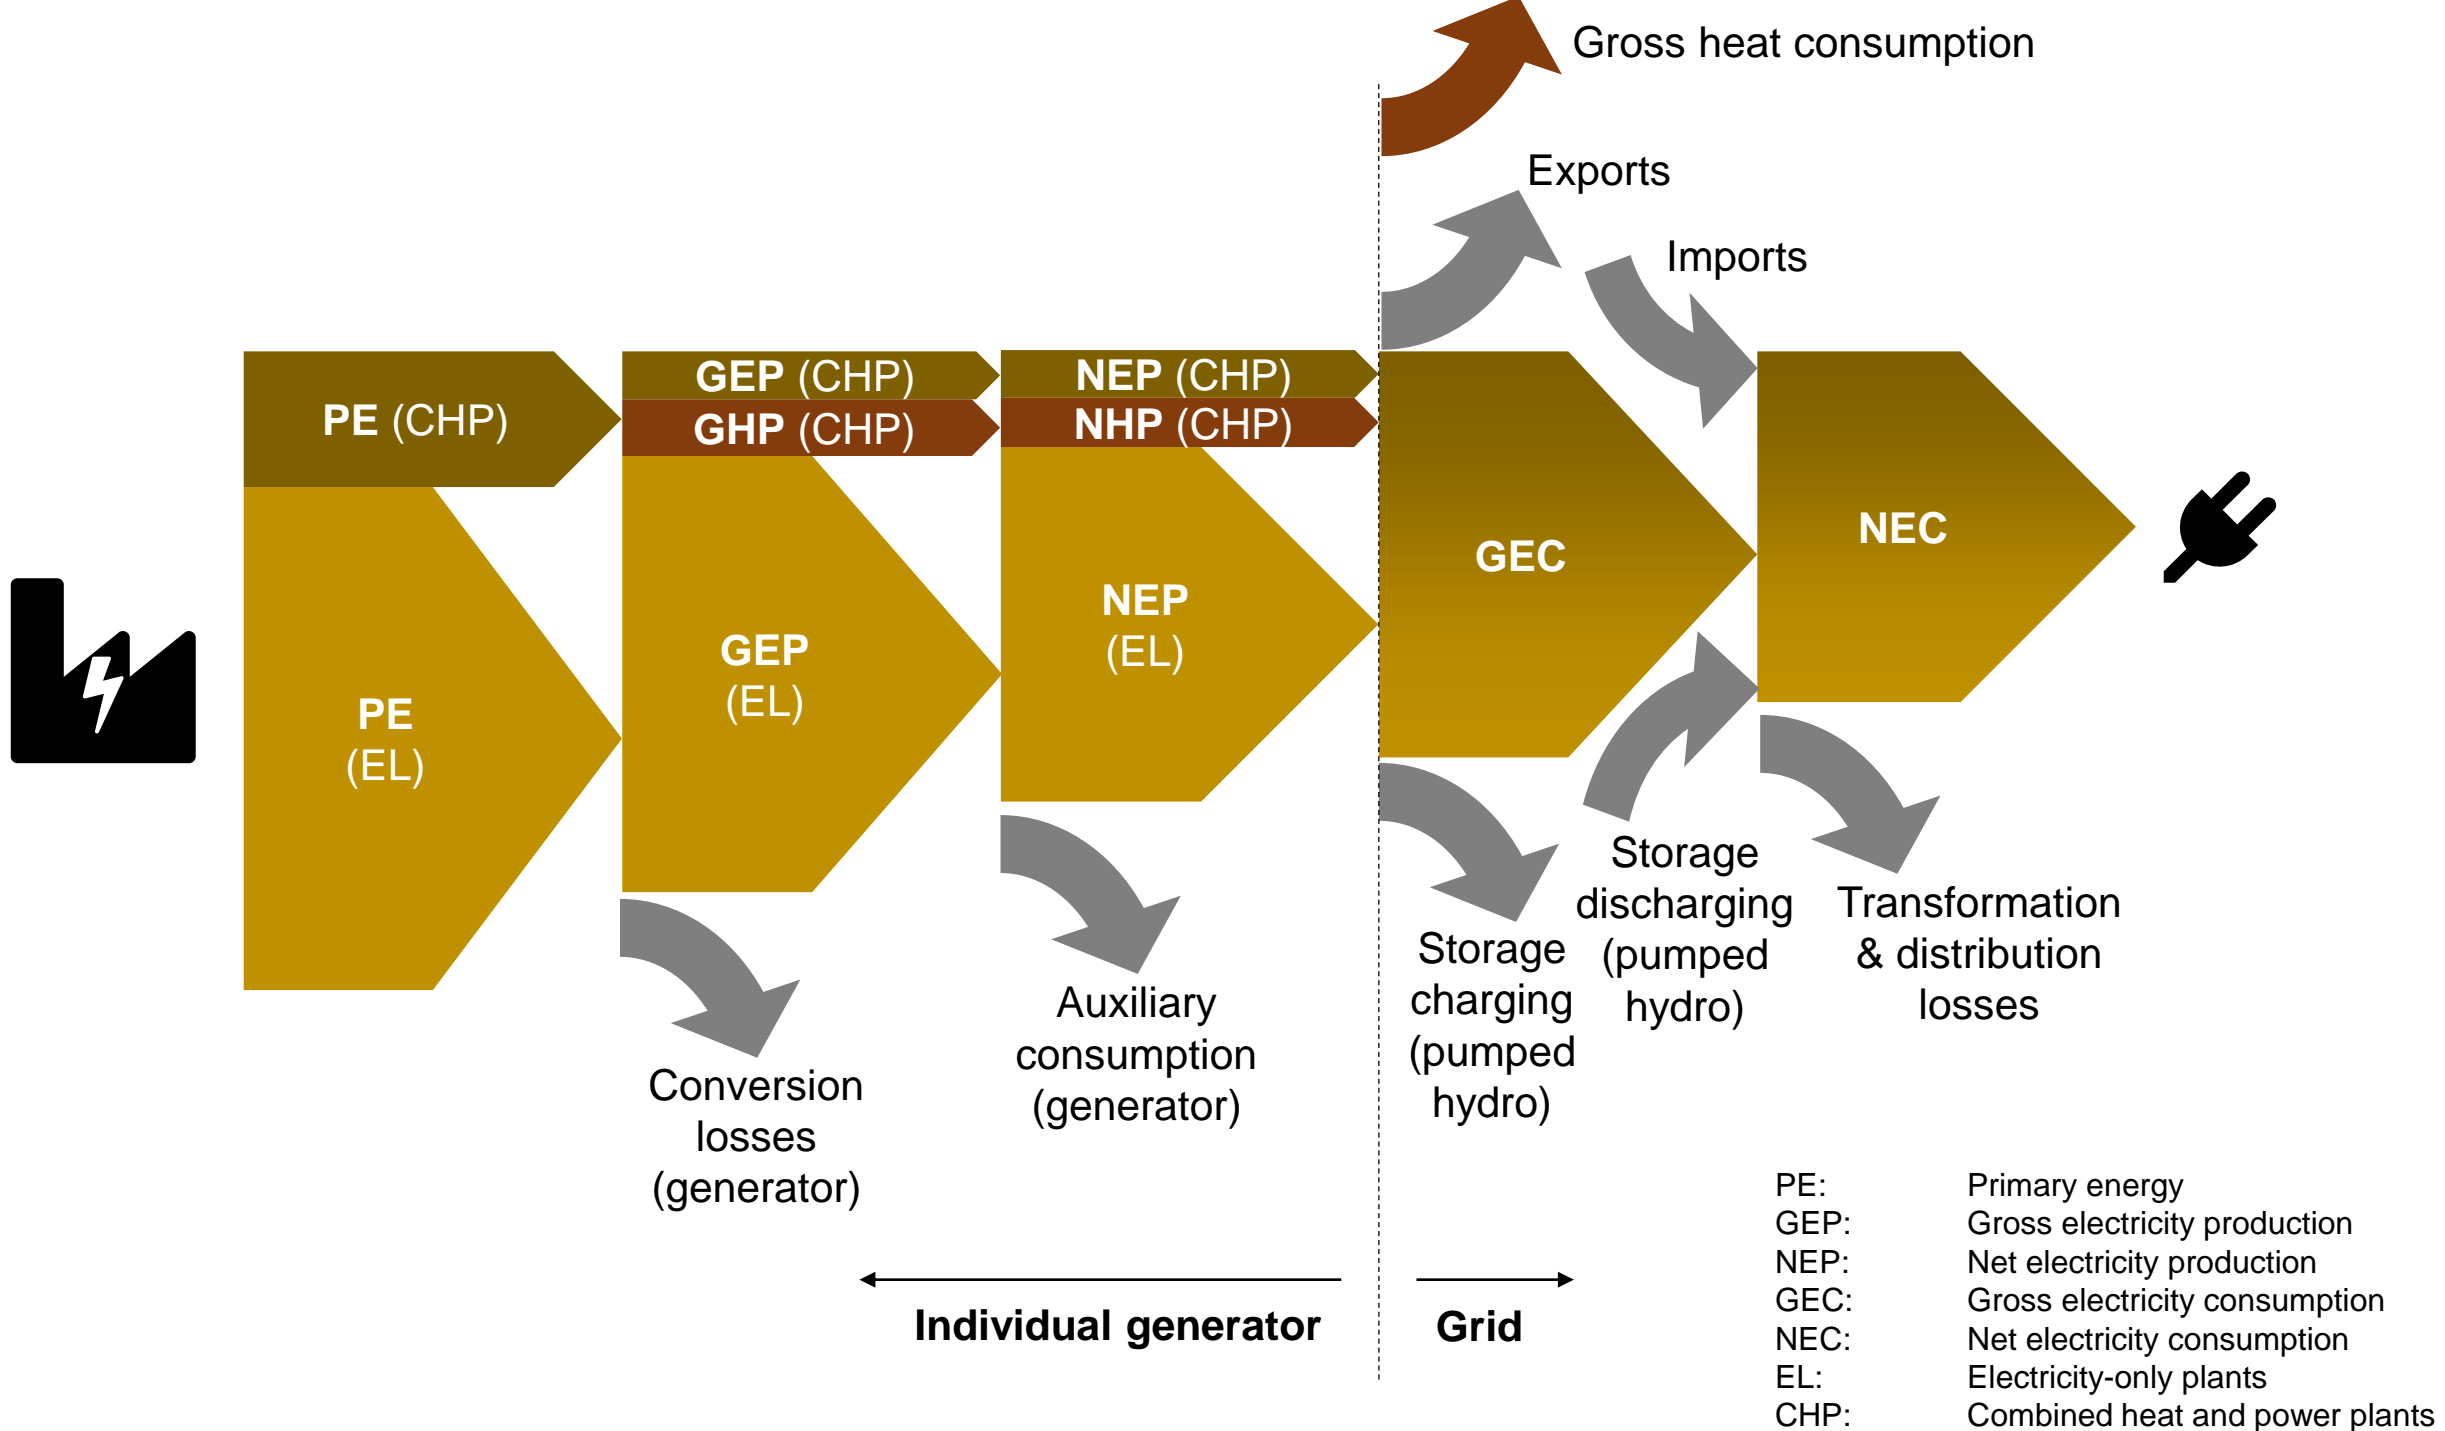 Gross heat consumption
Exports
Imports
PE (CHP)
GEP (CHP)
GHP (CHP)
NEP (CHP)
NHP (CHP)
PE
(EL)
GEP
(EL)
NEP
(EL)
GEC
NEC
Conversion
losses
(generator)
Auxiliary
consumption
(generator)
Storage
charging
(pumped
hydro)
Storage
discharging
(pumped
hydro)
Transformation
& distribution
losses
Individual generator
Grid
PE: Primary energy
GEP: Gross electricity production
NEP: Net electricity production
GEC: Gross electricity consumption
NEC: Net electricity consumption
EL: Electricity-only plants
CHP: Combined heat and power plants